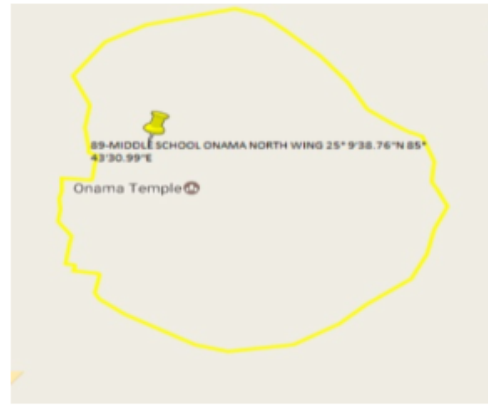 89-MIDDLE SCHOOL ONAMA NORTH WING 25° 9'38.76"N 85°
43'30.99"E
Onama Temple